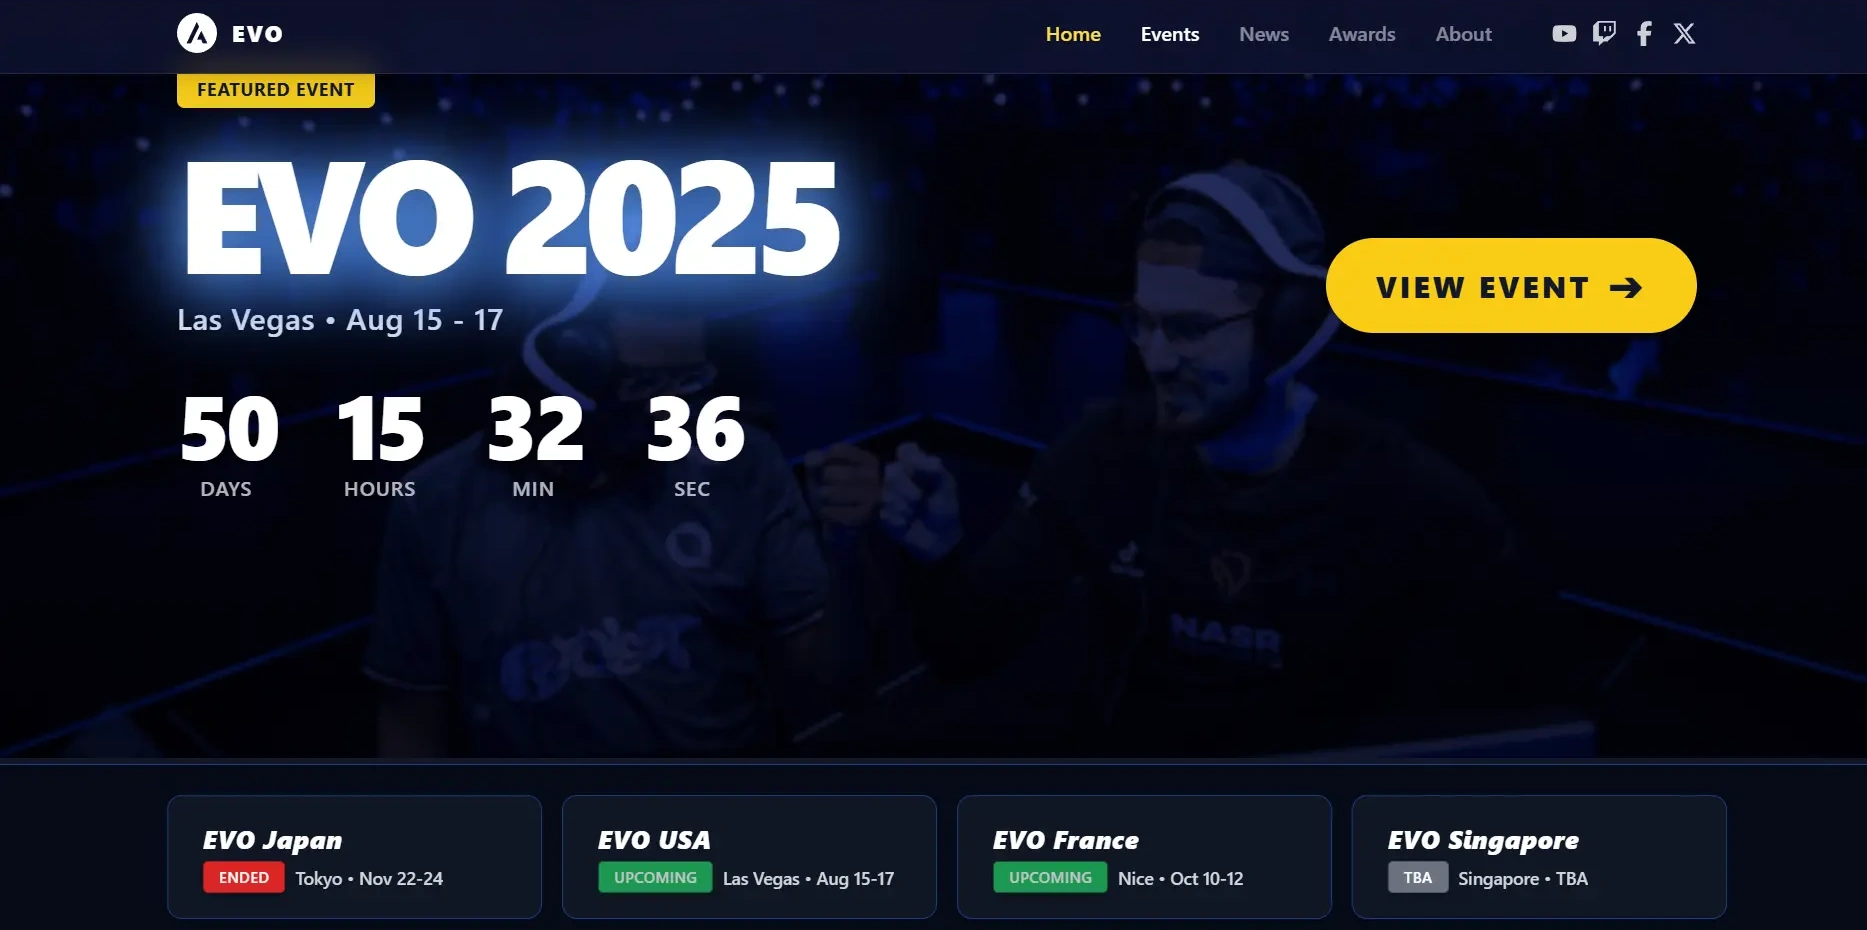 EVO
Home Events News Awards About
FEATURED EVENT
EVO 2025
Las Vegas • Aug 15 - 17
VIEW EVENT ➔
50 15 32 36
DAYS HOURS MIN SEC
NASR
EVO Japan
ENDED Tokyo • Nov 22-24
EVO USA
UPCOMING Las Vegas • Aug 15-17
EVO France
UPCOMING Nice • Oct 10-12
EVO Singapore
TBA Singapore • TBA